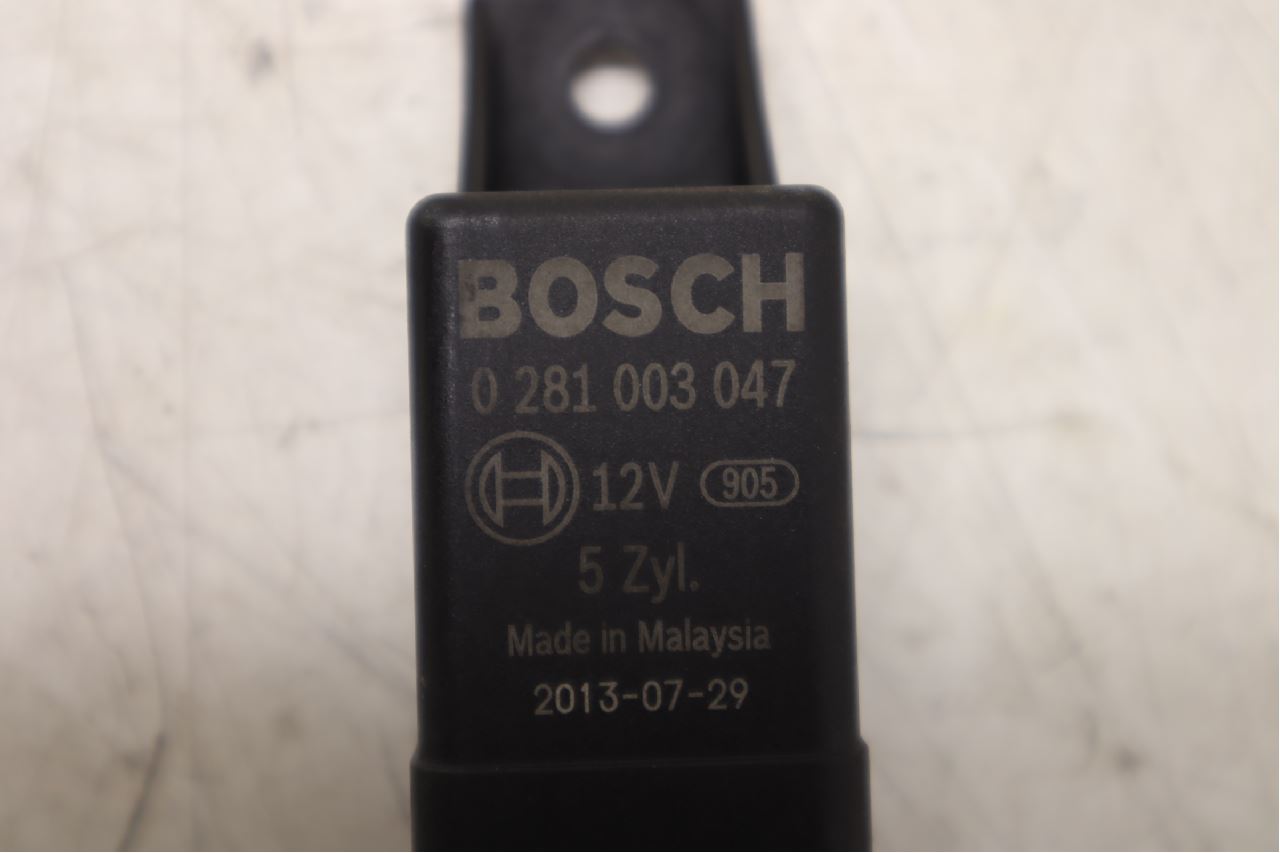 BOSCH
0 281 003 047
12V 905
5 Zyl.
Made in Malaysia
2013-07-29